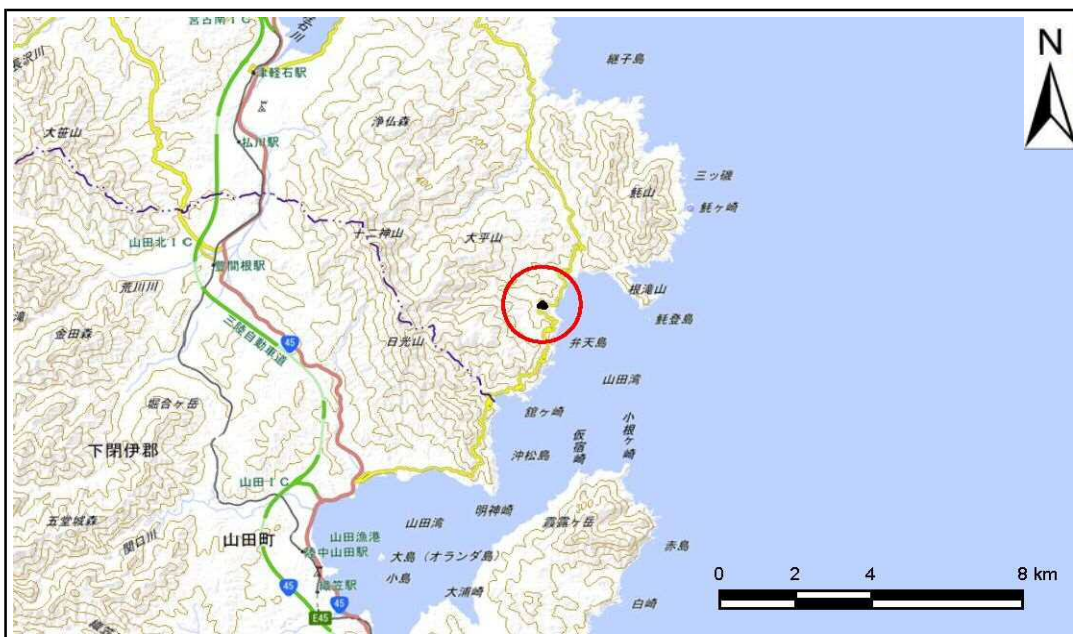 宮古南IC
津軽石駅
長沢川
払川駅
大笹山
浄仏森
継子島
N
三ッ磯
魹山
魹ヶ崎
400
山田北IC
十二神山
大平山
豊間根駅
荒川川
根滝山
魹登島
金田森
三陸自動車道
45
日光山
弁天島
山田湾
堀合ヶ岳
舘ヶ崎
小根ヶ崎
仮宿崎
下閉伊郡
沖松島
山田IC
明神崎
霞露ヶ岳
五堂城森
関口川
山田町
山田湾
山田漁港
陸中山田駅
大島(オランダ島)
赤島
小島
織笠駅
45
45
大浦崎
白崎
E45
0 2 4 8 km